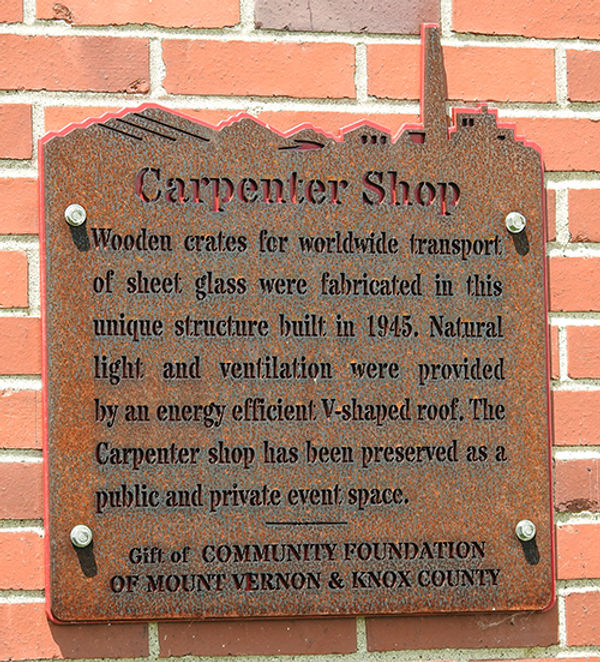 Carpenter Shop
Wooden crates for worldwide transport
of sheet glass were fabricated in this
unique structure built in 1945. Natural
light and ventilation were provided
by an energy efficient V-shaped roof. The
Carpenter shop has been preserved as a
public and private event space.
Gift of COMMUNITY FOUNDATION
OF MOUNT VERNON & KNOX COUNTY